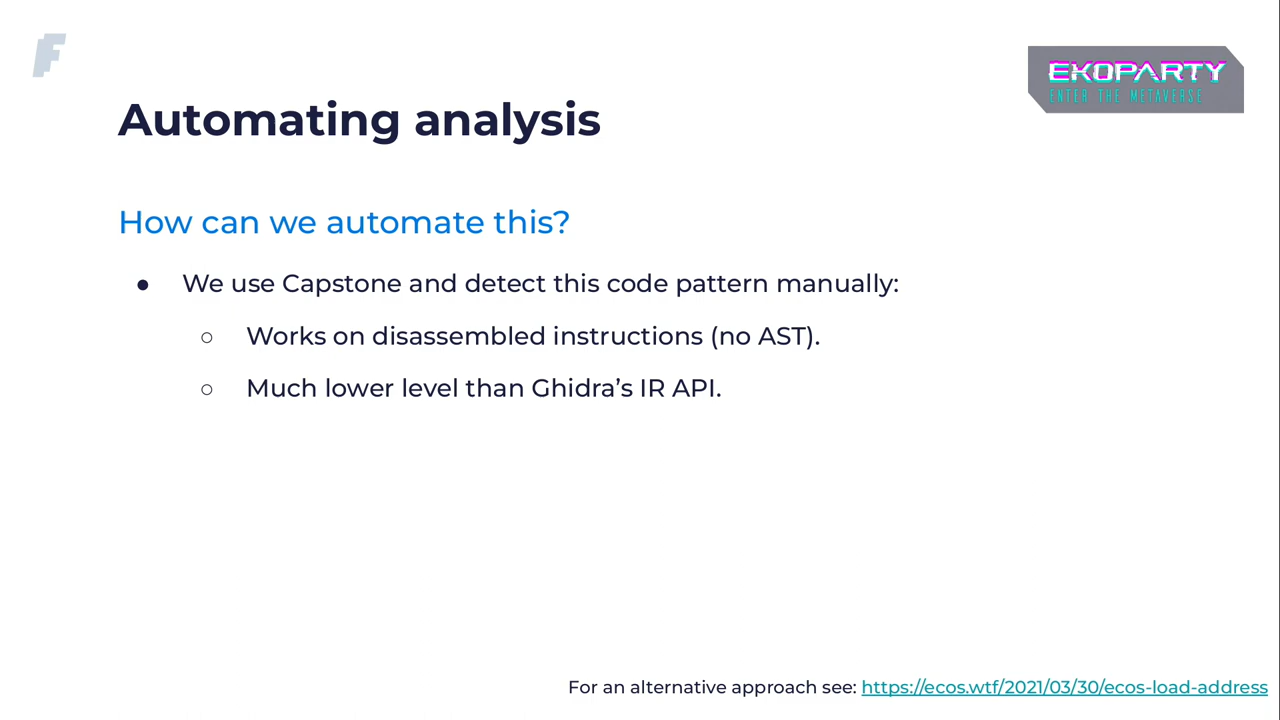 F
EKOPARTY
ENTER THE METAVERSE
Automating analysis
How can we automate this?
● We use Capstone and detect this code pattern manually:
○ Works on disassembled instructions (no AST).
○ Much lower level than Ghidra’s IR API.
For an alternative approach see: https://ecos.wtf/2021/03/30/ecos-load-address